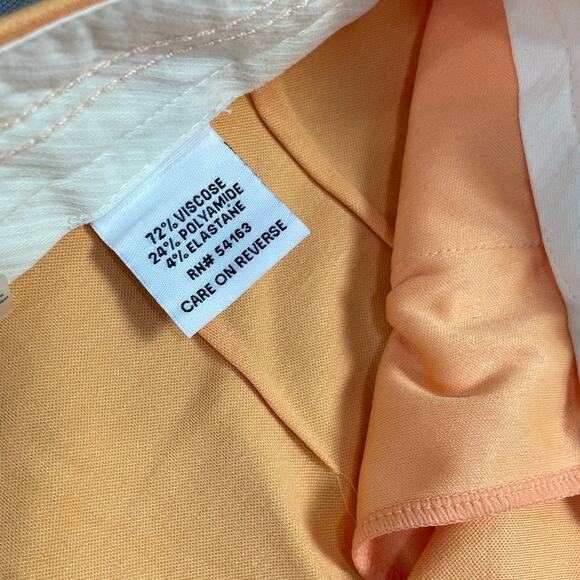 72% VISCOSE
24% POLYAMIDE
4% ELASTANE
RN# 54163
CARE ON REVERSE